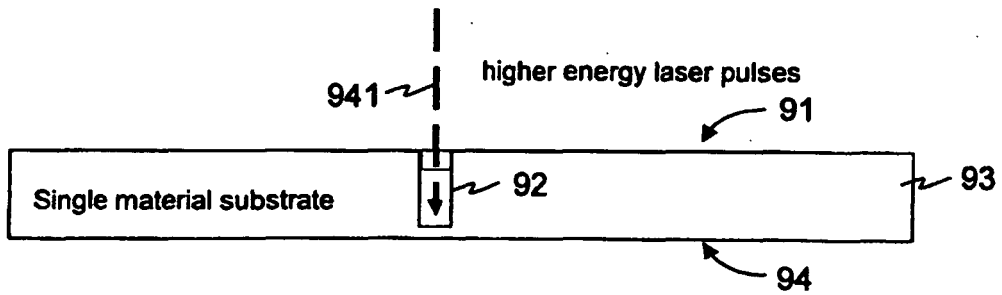 higher energy laser pulses
941
91
92
93
Single material substrate
94